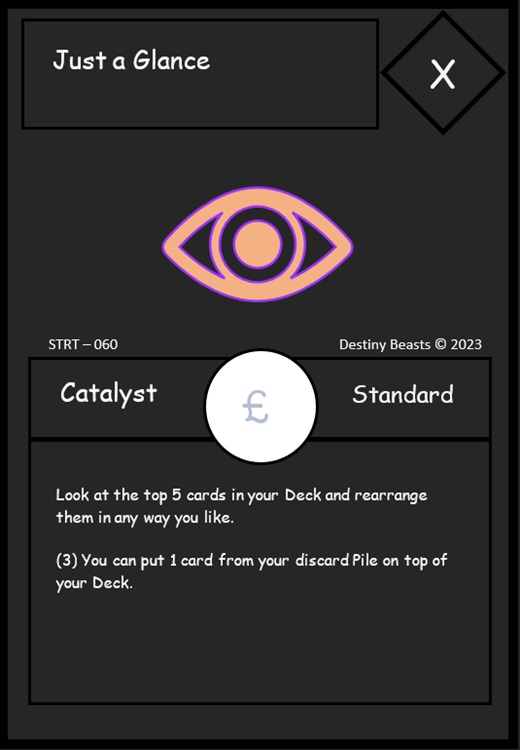 Just a Glance
X
STRT – 060
Destiny Beasts © 2023
Catalyst
£
Standard
Look at the top 5 cards in your Deck and rearrange
them in any way you like.
(3) You can put 1 card from your discard Pile on top of
your Deck.